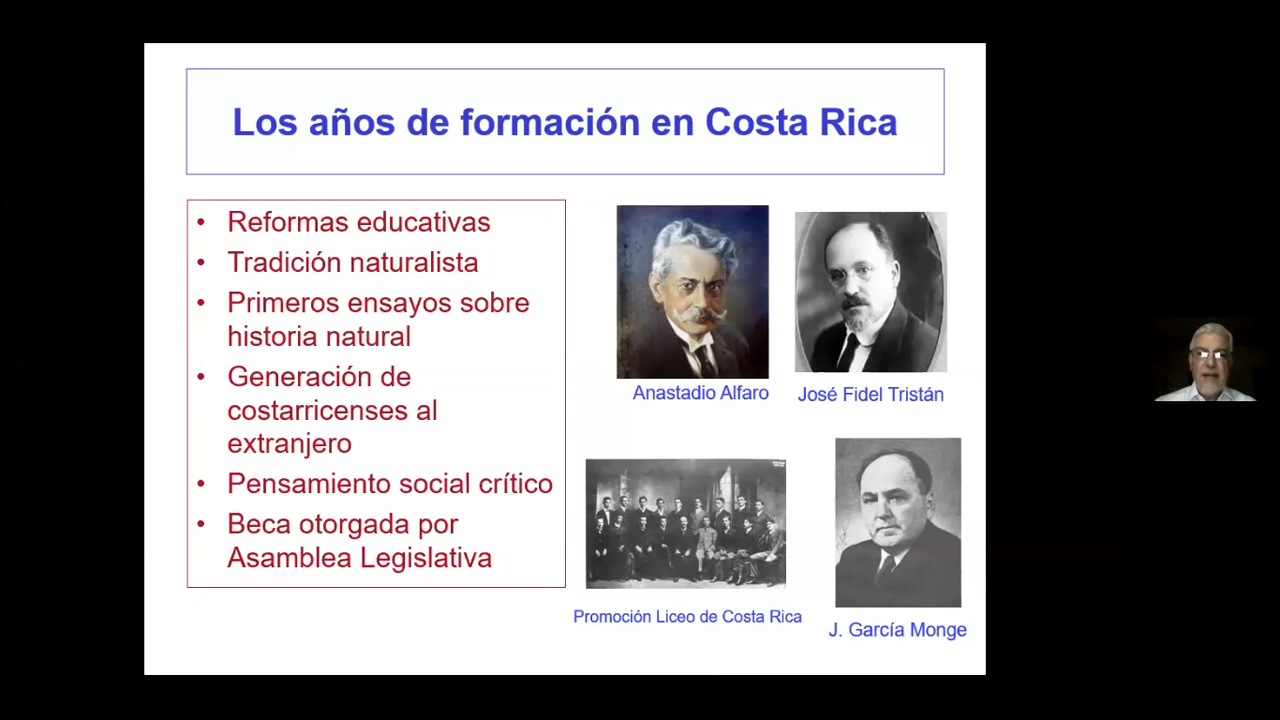 Los años de formación en Costa Rica
• Reformas educativas
• Tradición naturalista
• Primeros ensayos sobre
historia natural
• Generación de
costarricenses al
extranjero
• Pensamiento social crítico
• Beca otorgada por
Asamblea Legislativa
Anastadio Alfaro
José Fidel Tristán
Promoción Liceo de Costa Rica
J. García Monge